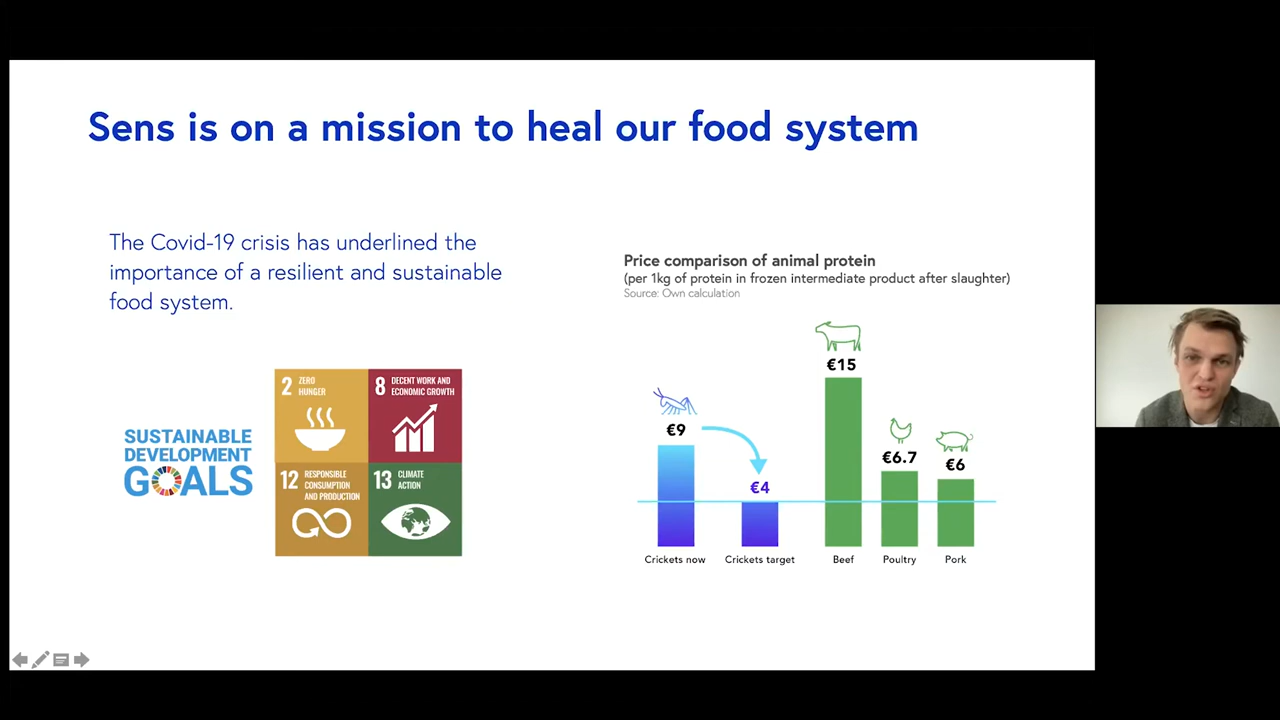 Sens is on a mission to heal our food system
The Covid-19 crisis has underlined the
importance of a resilient and sustainable
food system.
SUSTAINABLE
DEVELOPMENT
GOALS
2 ZERO
HUNGER
8 DECENT WORK AND
ECONOMIC GROWTH
12 RESPONSIBLE
CONSUMPTION
AND PRODUCTION
13 CLIMATE
ACTION
Price comparison of animal protein
(per 1kg of protein in frozen intermediate product after slaughter)
Source: Own calculation
€9
€4
€15
€6.7
€6
Crickets now
Crickets target
Beef
Poultry
Pork